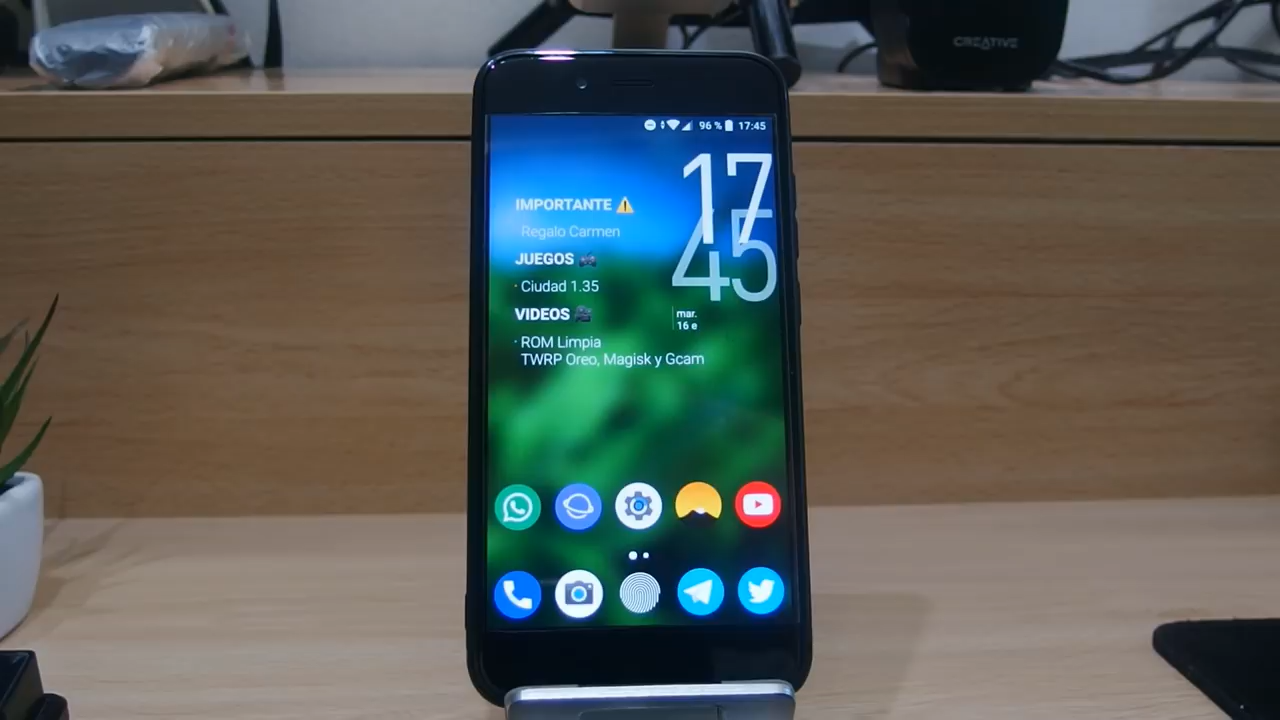 CREATIVE
96 % 17:45
17
45
IMPORTANTE ⚠️
Regalo Carmen
JUEGOS 🎮
· Ciudad 1.35
VIDEOS 🎥
· ROM Limpia
TWRP Oreo, Magisk y Gcam
mar.
16 e